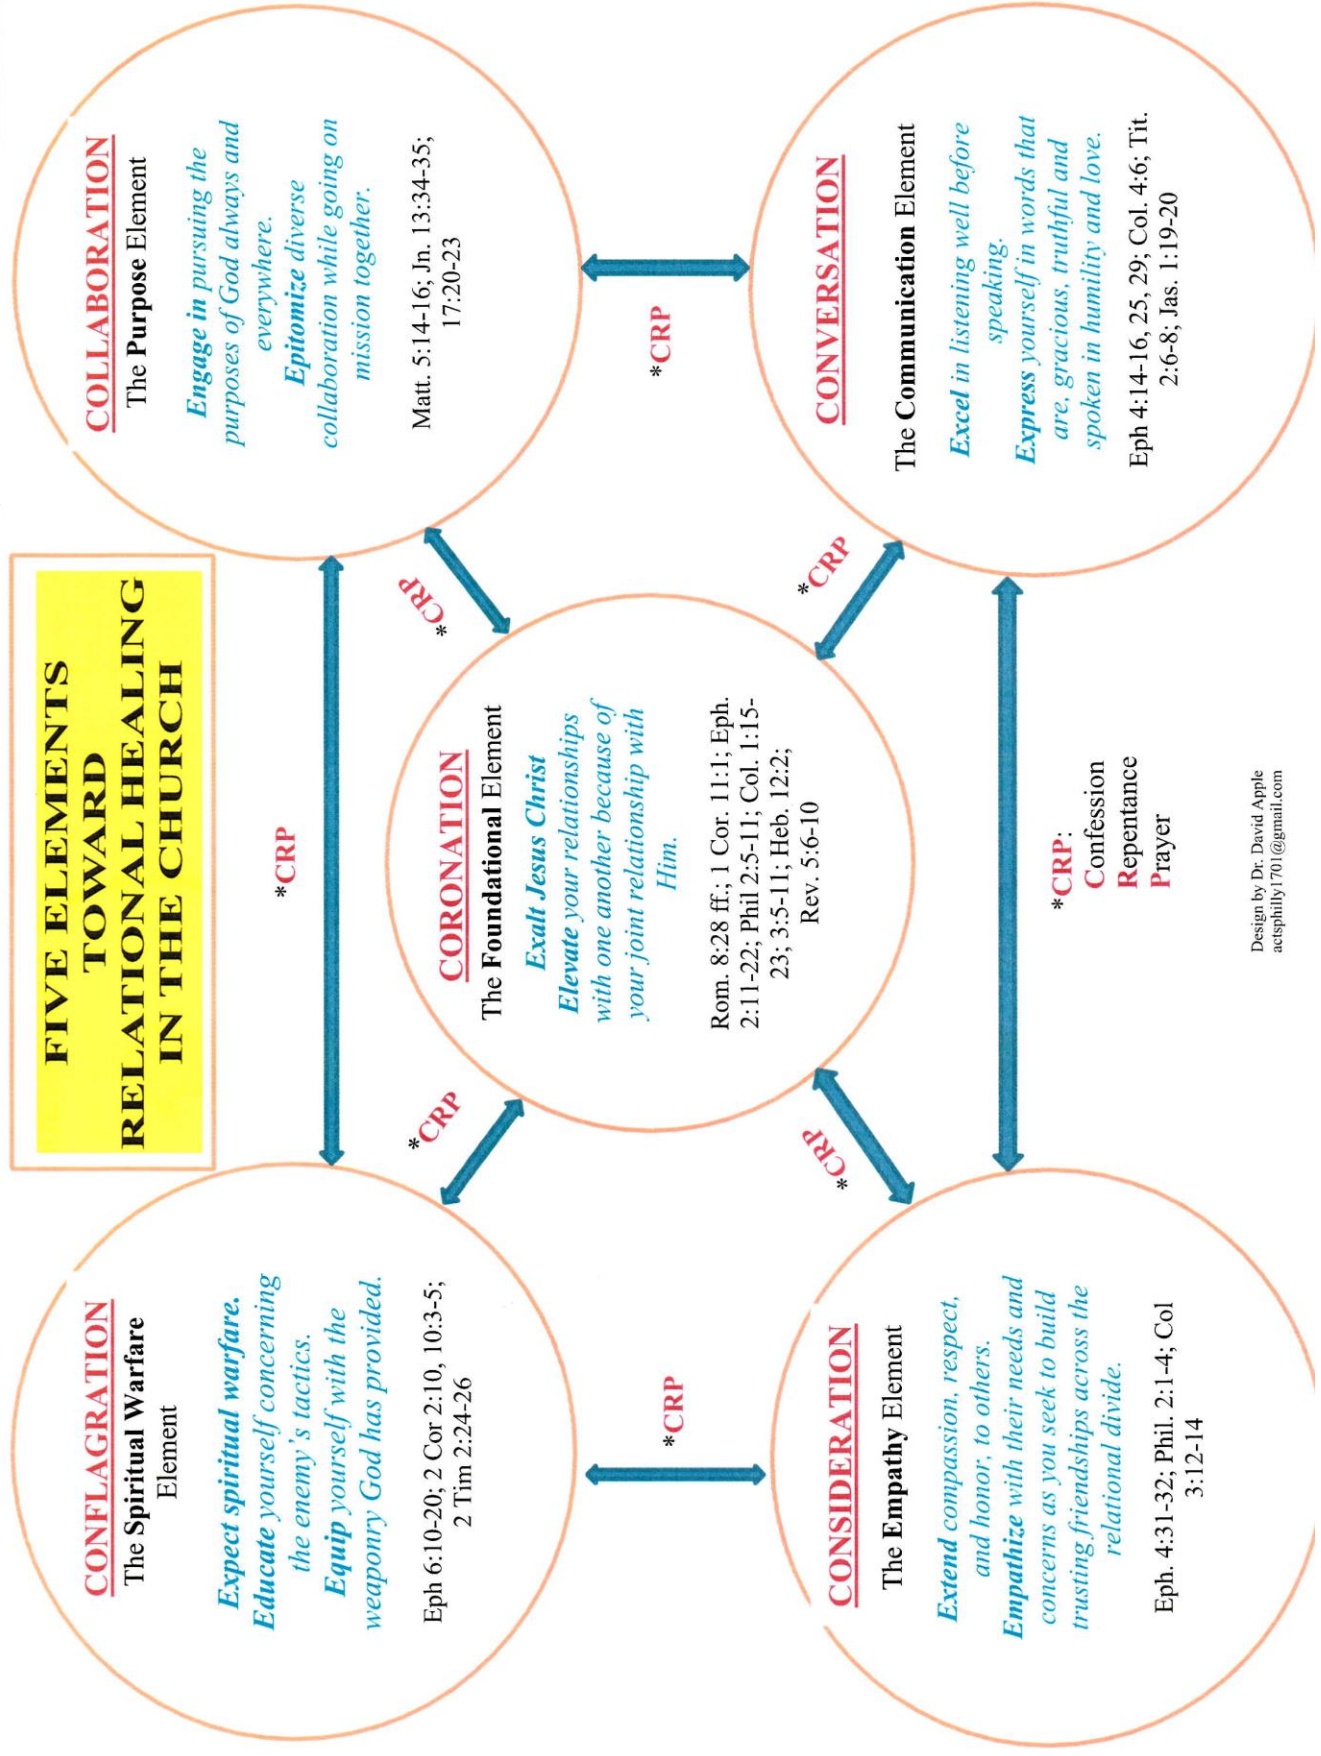 FIVE ELEMENTS
TOWARD
RELATIONAL HEALING
IN THE CHURCH
CONFLAGRATION
The Spiritual Warfare
Element
Expect spiritual warfare.
Educate yourself concerning
the enemy's tactics.
Equip yourself with the
weaponry God has provided.
Eph 6:10-20; 2 Cor 2:10, 10:3-5;
2 Tim 2:24-26
*CRP
COLLABORATION
The Purpose Element
Engage in pursuing the
purposes of God always and
everywhere.
Epitomize diverse
collaboration while going on
mission together.
Matt. 5:14-16; Jn. 13:34-35;
17:20-23
*CRP
*CRP
CORONATION
The Foundational Element
Exalt Jesus Christ
Elevate your relationships
with one another because of
your joint relationship with
Him.
Rom. 8:28 ff.; 1 Cor. 11:1; Eph.
2:11-22; Phil 2:5-11; Col. 1:15-
23; 3:5-11; Heb. 12:2;
Rev. 5:6-10
*CRP
*CRP
*CRP
*CRP
CONSIDERATION
The Empathy Element
Extend compassion, respect,
and honor, to others.
Empathize with their needs and
concerns as you seek to build
trusting friendships across the
relational divide.
Eph. 4:31-32; Phil. 2:1-4; Col
3:12-14
CONVERSATION
The Communication Element
Excel in listening well before
speaking.
Express yourself in words that
are, gracious, truthful and
spoken in humility and love.
Eph 4:14-16, 25, 29; Col. 4:6; Tit.
2:6-8; Jas. 1:19-20
*CRP:
Confession
Repentance
Prayer
Design by Dr. David Apple
actsphilly1701@gmail.com